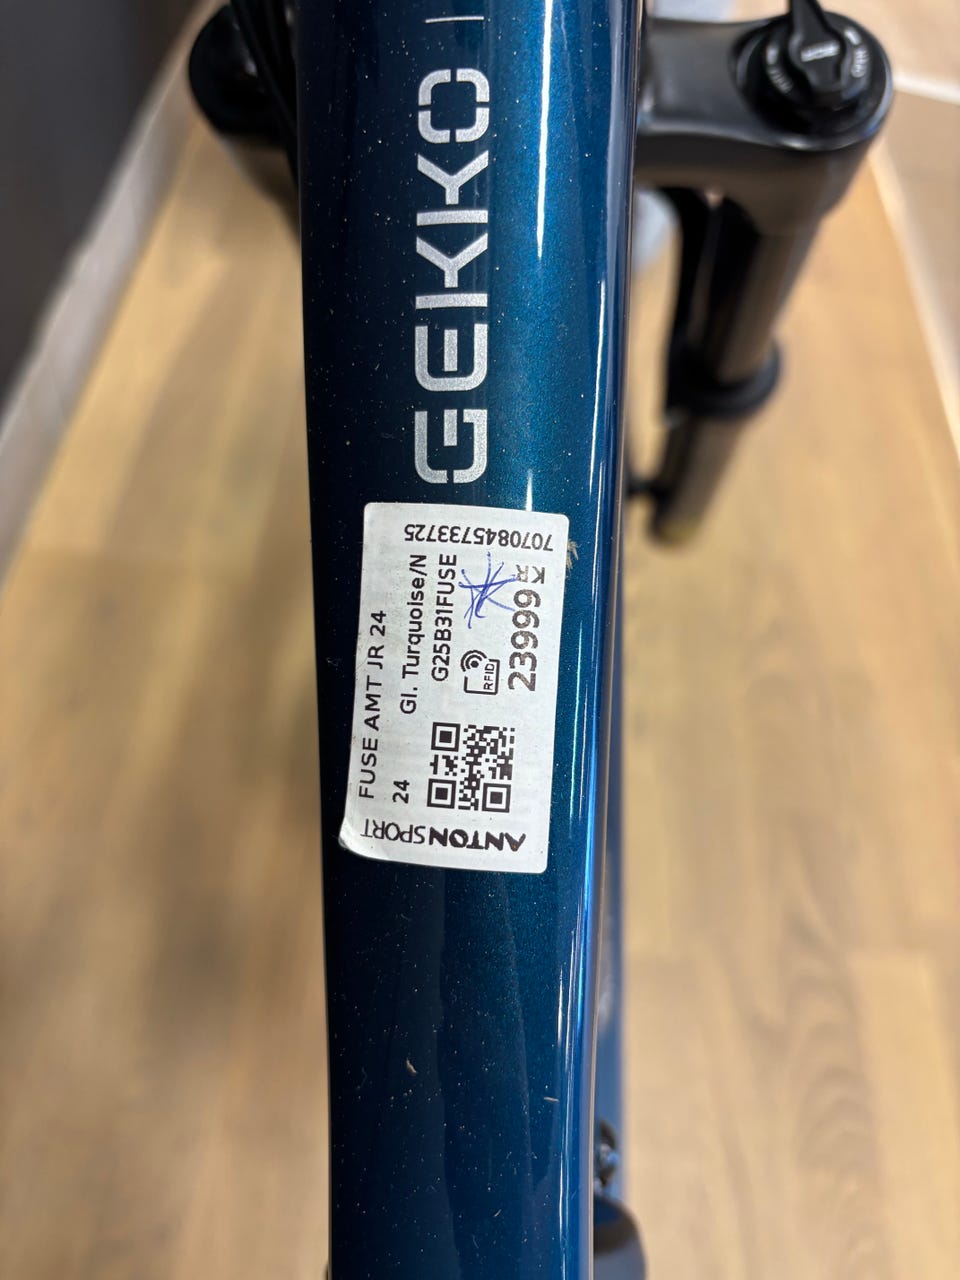 GEKKO
FUSE AMT JR 24
24 Gl. Turquoise/N
G25B31FUSE
RFID
23999 KR
7070845733725
ANTON SPORT